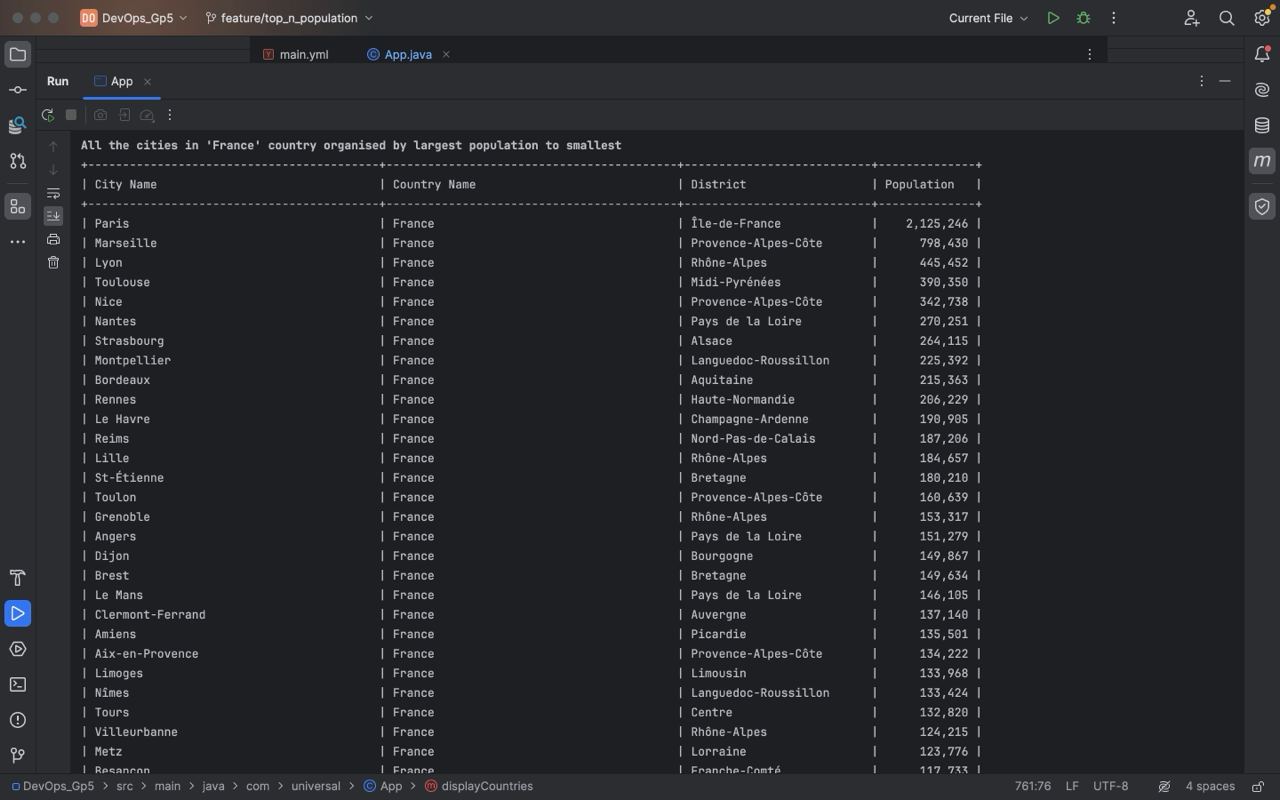 DO DevOps_Gp5 feature/top_n_population Current File
main.yml App.java
Run App
All the cities in 'France' country organised by largest population to smallest
+------------------------------------------+------------------------------------------+---------------------------+--------------+
| City Name | Country Name | District | Population |
+------------------------------------------+------------------------------------------+---------------------------+--------------+
| Paris | France | Île-de-France | 2,125,246 |
| Marseille | France | Provence-Alpes-Côte | 798,430 |
| Lyon | France | Rhône-Alpes | 445,452 |
| Toulouse | France | Midi-Pyrénées | 390,350 |
| Nice | France | Provence-Alpes-Côte | 342,738 |
| Nantes | France | Pays de la Loire | 270,251 |
| Strasbourg | France | Alsace | 264,115 |
| Montpellier | France | Languedoc-Roussillon | 225,392 |
| Bordeaux | France | Aquitaine | 215,363 |
| Rennes | France | Haute-Normandie | 206,229 |
| Le Havre | France | Champagne-Ardenne | 190,905 |
| Reims | France | Nord-Pas-de-Calais | 187,206 |
| Lille | France | Rhône-Alpes | 184,657 |
| St-Étienne | France | Bretagne | 180,210 |
| Toulon | France | Provence-Alpes-Côte | 160,639 |
| Grenoble | France | Rhône-Alpes | 153,317 |
| Angers | France | Pays de la Loire | 151,279 |
| Dijon | France | Bourgogne | 149,867 |
| Brest | France | Bretagne | 149,634 |
| Le Mans | France | Pays de la Loire | 146,105 |
| Clermont-Ferrand | France | Auvergne | 137,140 |
| Amiens | France | Picardie | 135,501 |
| Aix-en-Provence | France | Provence-Alpes-Côte | 134,222 |
| Limoges | France | Limousin | 133,968 |
| Nîmes | France | Languedoc-Roussillon | 133,424 |
| Tours | France | Centre | 132,820 |
| Villeurbanne | France | Rhône-Alpes | 124,215 |
| Metz | France | Lorraine | 123,776 |
| Besançon | France | Franche-Comté | 117,733 |
DevOps_Gp5 > src > main > java > com > universal > App > displayCountries 761:76 LF UTF-8 4 spaces